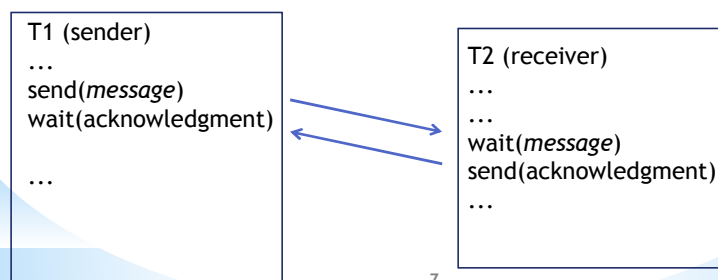 T1 (sender)
...
send(message)
wait(acknowledgment)
...
T2 (receiver)
...
...
wait(message)
send(acknowledgment)
...
7